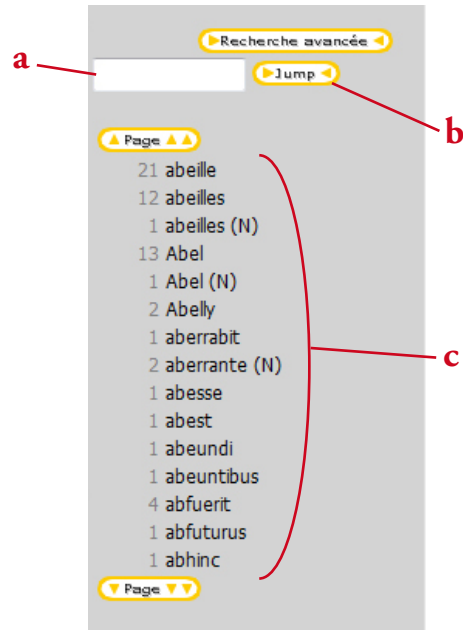 Recherche avancée
a
Jump
b
Page
21 abeille
12 abeilles
1 abeilles (N)
13 Abel
1 Abel (N)
2 Abelly
1 aberrabit
2 aberrante (N)
c
1 abesse
1 abest
1 abeundi
1 abeuntibus
4 abfuerit
1 abfuturus
1 abhinc
Page